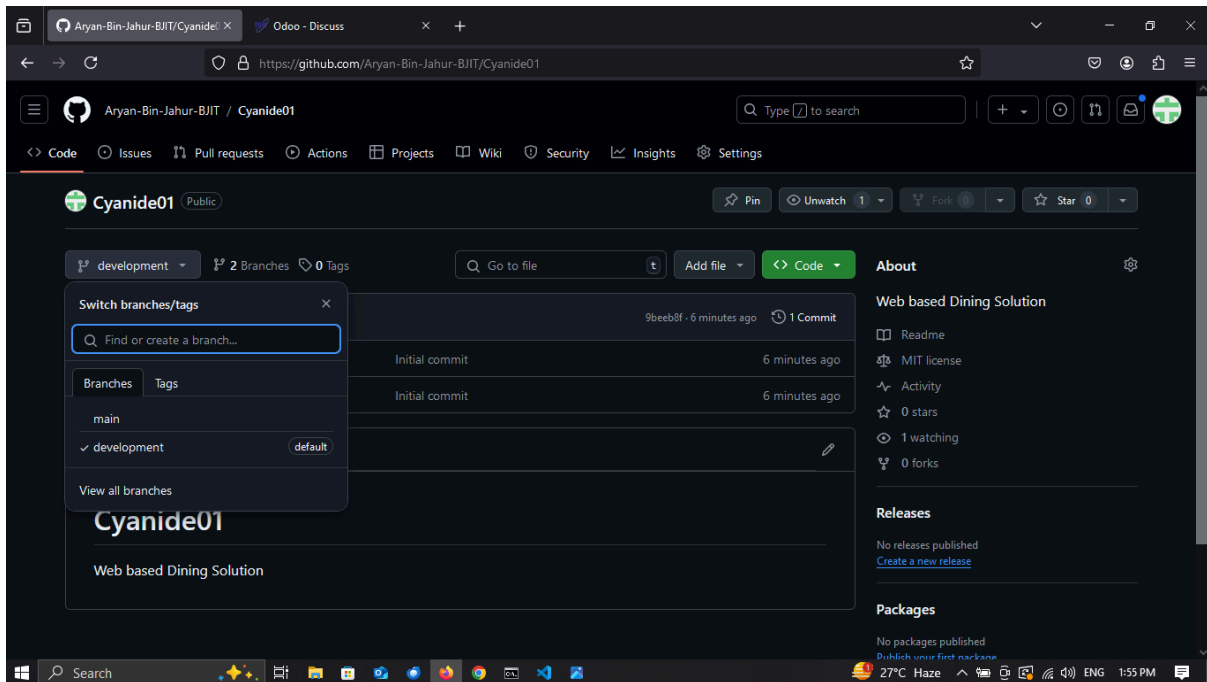 Aryan-Bin-Jahur-BJIT/Cyanide0
Odoo - Discuss
https://github.com/Aryan-Bin-Jahur-BJIT/Cyanide01
Aryan-Bin-Jahur-BJIT / Cyanide01
Type / to search
Code Issues Pull requests Actions Projects Wiki Security Insights Settings
Cyanide01 Public
Pin Unwatch 1 Fork 0 Star 0
development 2 Branches 0 Tags Go to file t Add file Code
Switch branches/tags
Find or create a branch...
Branches Tags
main
development default
View all branches
9beeb8f · 6 minutes ago 1 Commit
Initial commit 6 minutes ago
Initial commit 6 minutes ago
Cyanide01
Web based Dining Solution
About
Web based Dining Solution
Readme
MIT license
Activity
0 stars
1 watching
0 forks
Releases
No releases published
Create a new release
Packages
No packages published
Publish your first package
Search
27°C Haze ENG 1:55 PM